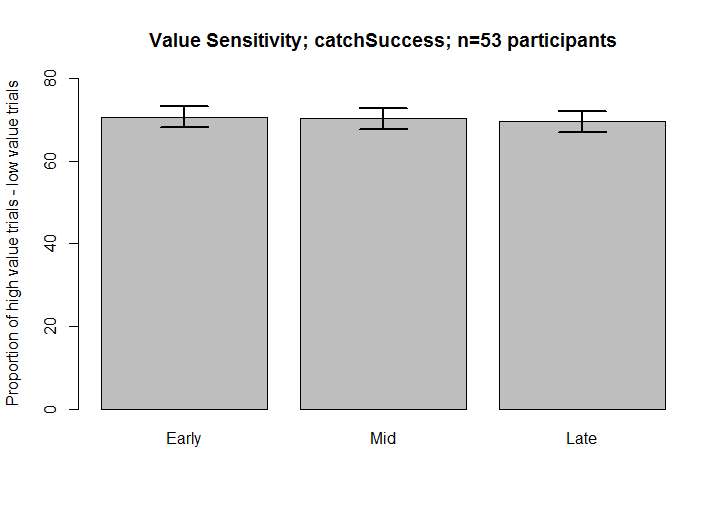 Value Sensitivity; catchSuccess; n=53 participants
Proportion of high value trials - low value trials
80
60
40
20
0
Early
Mid
Late